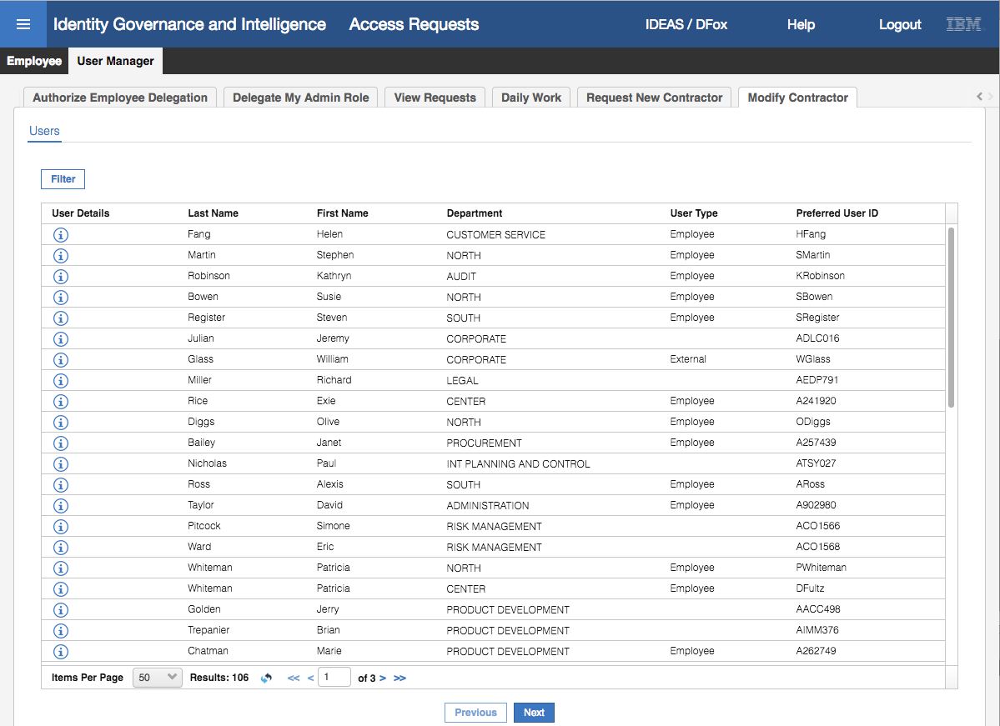 Identity Governance and Intelligence Access Requests IDEAS / DFox Help Logout IBM
Employee User Manager
Authorize Employee Delegation Delegate My Admin Role View Requests Daily Work Request New Contractor Modify Contractor
Users
Filter
User Details Last Name First Name Department User Type Preferred User ID
Fang Helen CUSTOMER SERVICE Employee HFang
Martin Stephen NORTH Employee SMartin
Robinson Kathryn AUDIT Employee KRobinson
Bowen Susie NORTH Employee SBowen
Register Steven SOUTH Employee SRegister
Julian Jeremy CORPORATE ADLC016
Glass William CORPORATE External WGlass
Miller Richard LEGAL AEDP791
Rice Exie CENTER Employee A241920
Diggs Olive NORTH Employee ODiggs
Bailey Janet PROCUREMENT Employee A257439
Nicholas Paul INT PLANNING AND CONTROL ATSY027
Ross Alexis SOUTH Employee ARoss
Taylor David ADMINISTRATION Employee A902980
Pitcock Simone RISK MANAGEMENT ACO1566
Ward Eric RISK MANAGEMENT ACO1568
Whiteman Patricia NORTH Employee PWhiteman
Whiteman Patricia CENTER Employee DFultz
Golden Jerry PRODUCT DEVELOPMENT AACC498
Trepanier Brian PRODUCT DEVELOPMENT AIMM376
Chatman Marie PRODUCT DEVELOPMENT Employee A262749
Items Per Page 50 Results: 106 << < 1 of 3 > >>
Previous Next